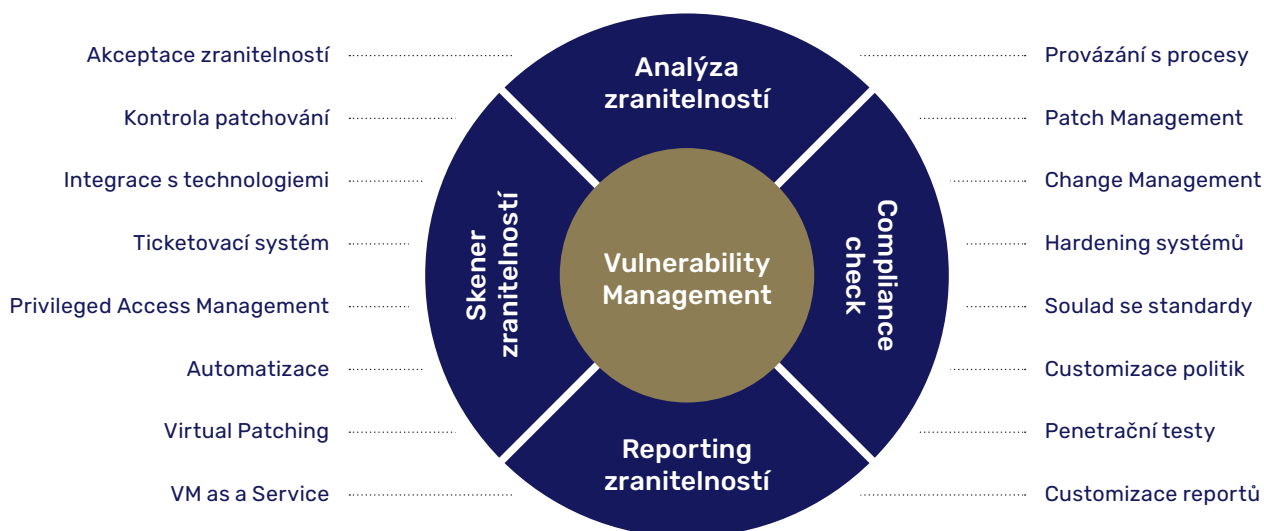 Akceptace zranitelností
Kontrola patchování
Integrace s technologiemi
Ticketovací systém
Privileged Access Management
Automatizace
Virtual Patching
VM as a Service
Analýza
zranitelností
Skener
zranitelností
Vulnerability
Management
Compliance
check
Reporting
zranitelností
Provázání s procesy
Patch Management
Change Management
Hardening systémů
Soulad se standardy
Customizace politik
Penetrační testy
Customizace reportů